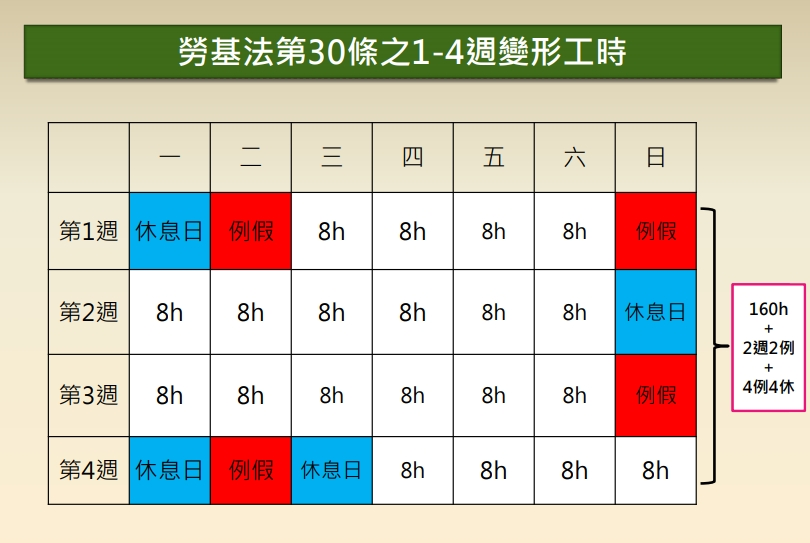 勞基法第30條之1-4週變形工時
一 二 三 四 五 六 日
第1週 休息日 例假 8h 8h 8h 8h 例假
第2週 8h 8h 8h 8h 8h 8h 休息日
第3週 8h 8h 8h 8h 8h 8h 例假
第4週 休息日 例假 休息日 8h 8h 8h 8h
160h
+
2週2例
+
4例4休